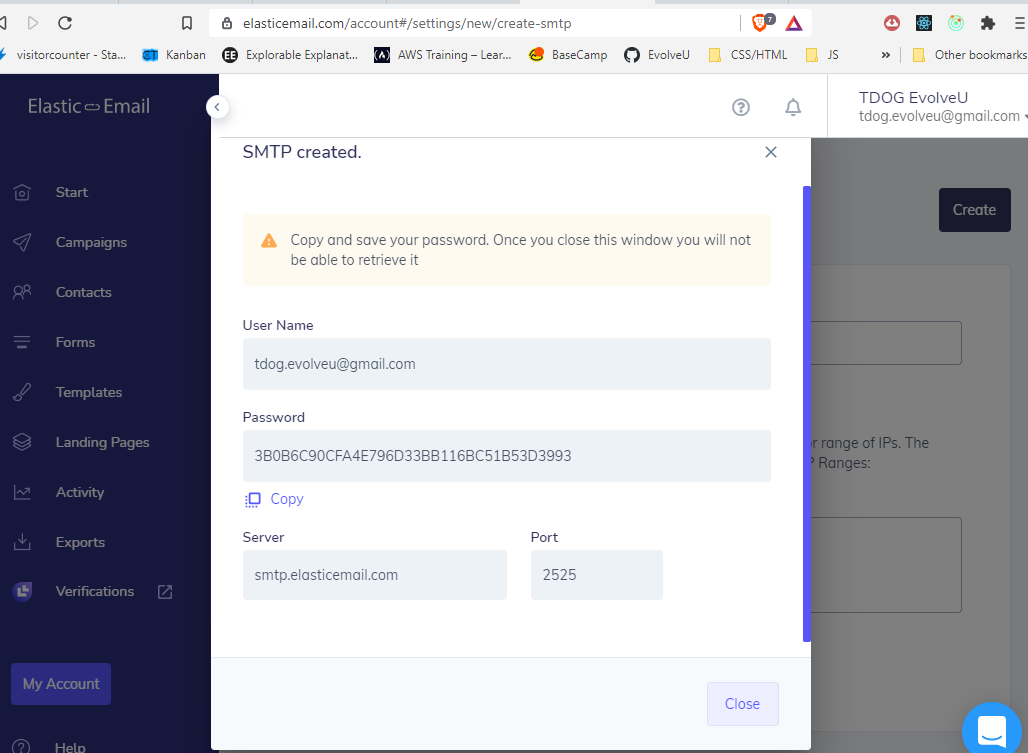 elasticemail.com/account#/settings/new/create-smtp
7
visitorcounter - Sta...
Kanban
EE
Explorable Explanat...
(A)
AWS Training – Lear...
BaseCamp
EvolveU
CSS/HTML
JS
»
Other bookmarks
Elastic Email
?
TDOG EvolveU
tdog.evolveu@gmail.com
Start
Campaigns
Contacts
Forms
Templates
Landing Pages
Activity
Exports
Verifications
My Account
Help
SMTP created.
Copy and save your password. Once you close this window you will not
be able to retrieve it
User Name
tdog.evolveu@gmail.com
Password
3B0B6C90CFA4E796D33BB116BC51B53D3993
Copy
Server
Port
smtp.elasticemail.com
2525
Close
Create
r range of IPs. The
P Ranges: